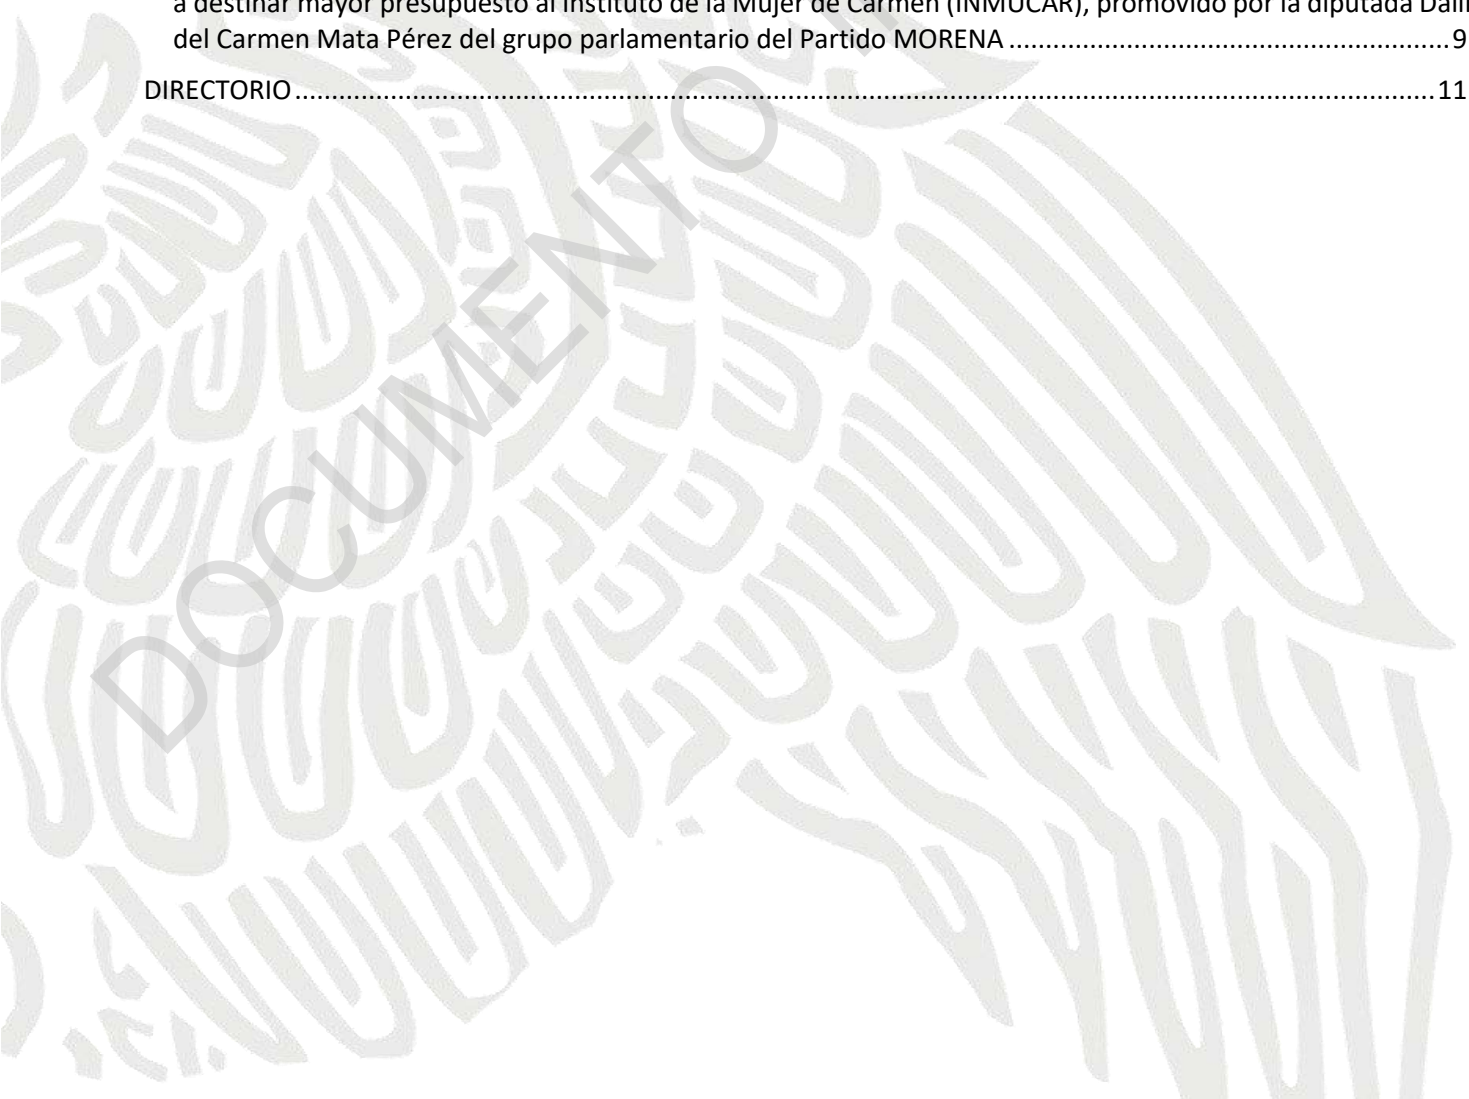 a destinar mayor presupuesto al Instituto de la Mujer de Carmen (INMUCAR), promovido por la diputada
del Carmen Mata Pérez del grupo parlamentario del Partido MORENA ........ 9
DIRECTORIO ........ 11
DOCUMENTO